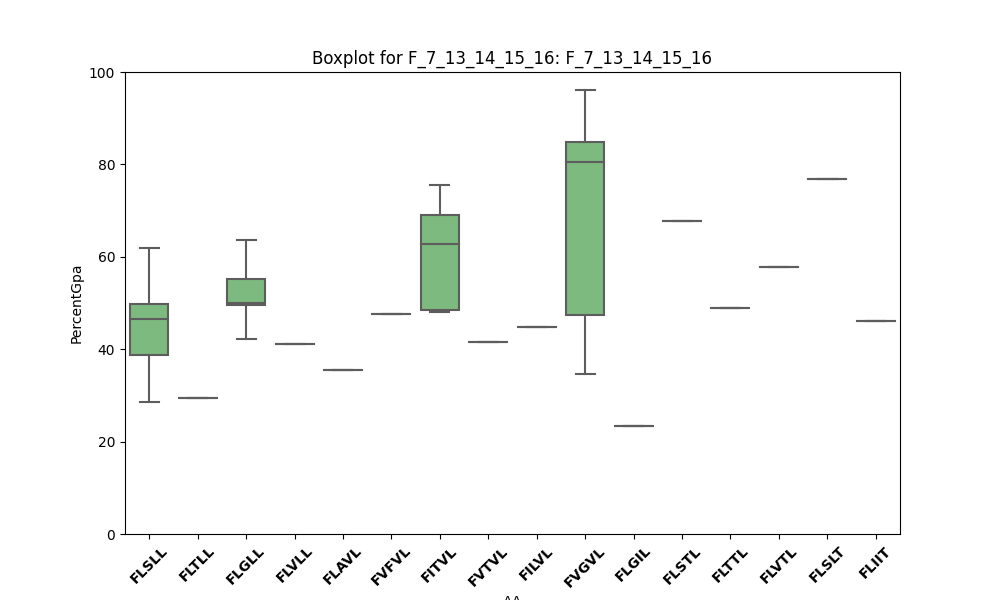 Boxplot for F_7_13_14_15_16: F_7_13_14_15_16
100
80
60
40
20
0
PercentGpa
FLSLL
FLTLL
FLGLL
FLVLL
FLAVL
FVFVL
FITVL
FVTVL
FILVL
FVGVL
FLGIL
FLSTL
FLTTL
FLVTL
FLSLT
FLIIT
AA